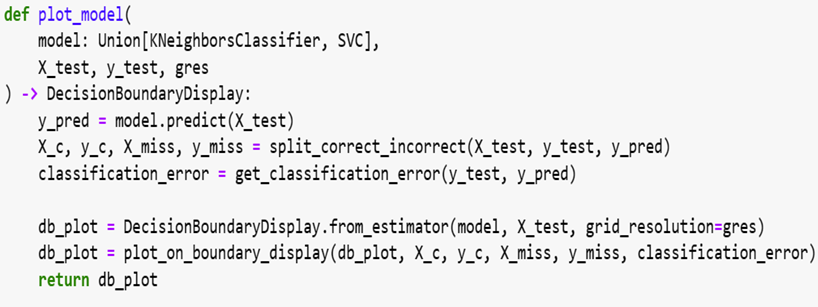 def plot_model(
    model: Union[KNeighborsClassifier, SVC],
    X_test, y_test, gres
) -> DecisionBoundaryDisplay:
    y_pred = model.predict(X_test)
    X_c, y_c, X_miss, y_miss = split_correct_incorrect(X_test, y_test, y_pred)
    classification_error = get_classification_error(y_test, y_pred)

    db_plot = DecisionBoundaryDisplay.from_estimator(model, X_test, grid_resolution=gres)
    db_plot = plot_on_boundary_display(db_plot, X_c, y_c, X_miss, y_miss, classification_error)
    return db_plot